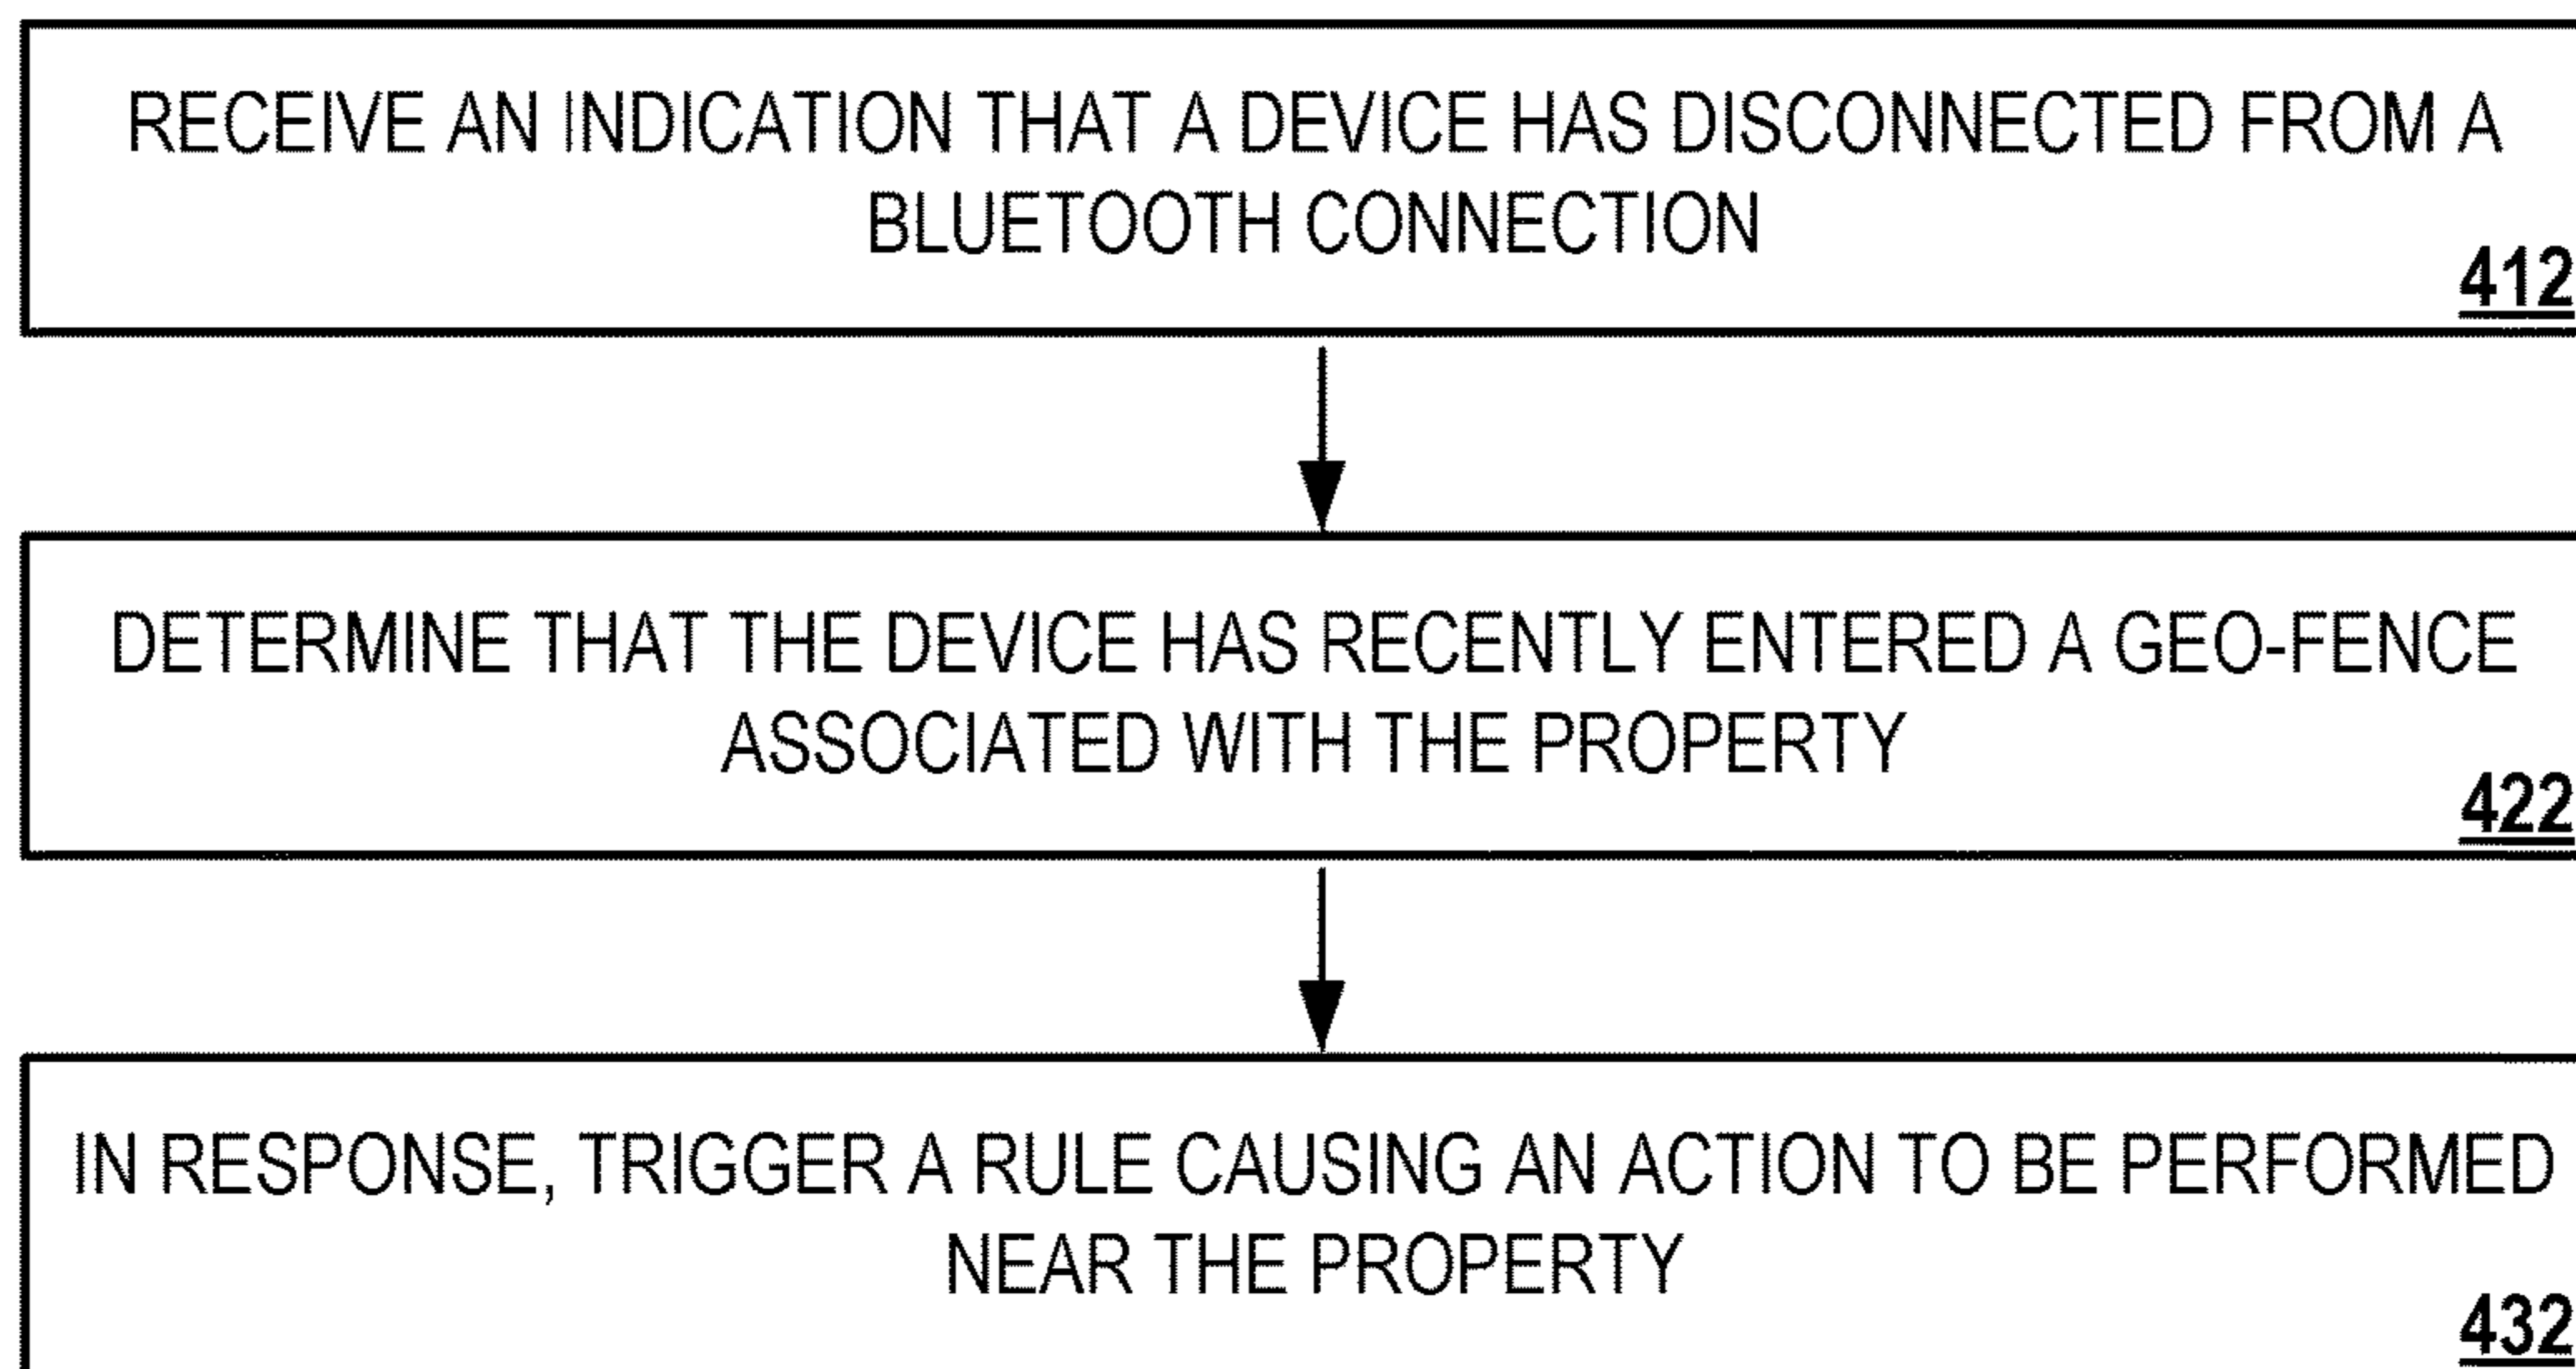 RECEIVE AN INDICATION THAT A DEVICE HAS DISCONNECTED FROM A
BLUETOOTH CONNECTION
412
DETERMINE THAT THE DEVICE HAS RECENTLY ENTERED A GEO-FENCE
ASSOCIATED WITH THE PROPERTY
422
IN RESPONSE, TRIGGER A RULE CAUSING AN ACTION TO BE PERFORMED
NEAR THE PROPERTY
432